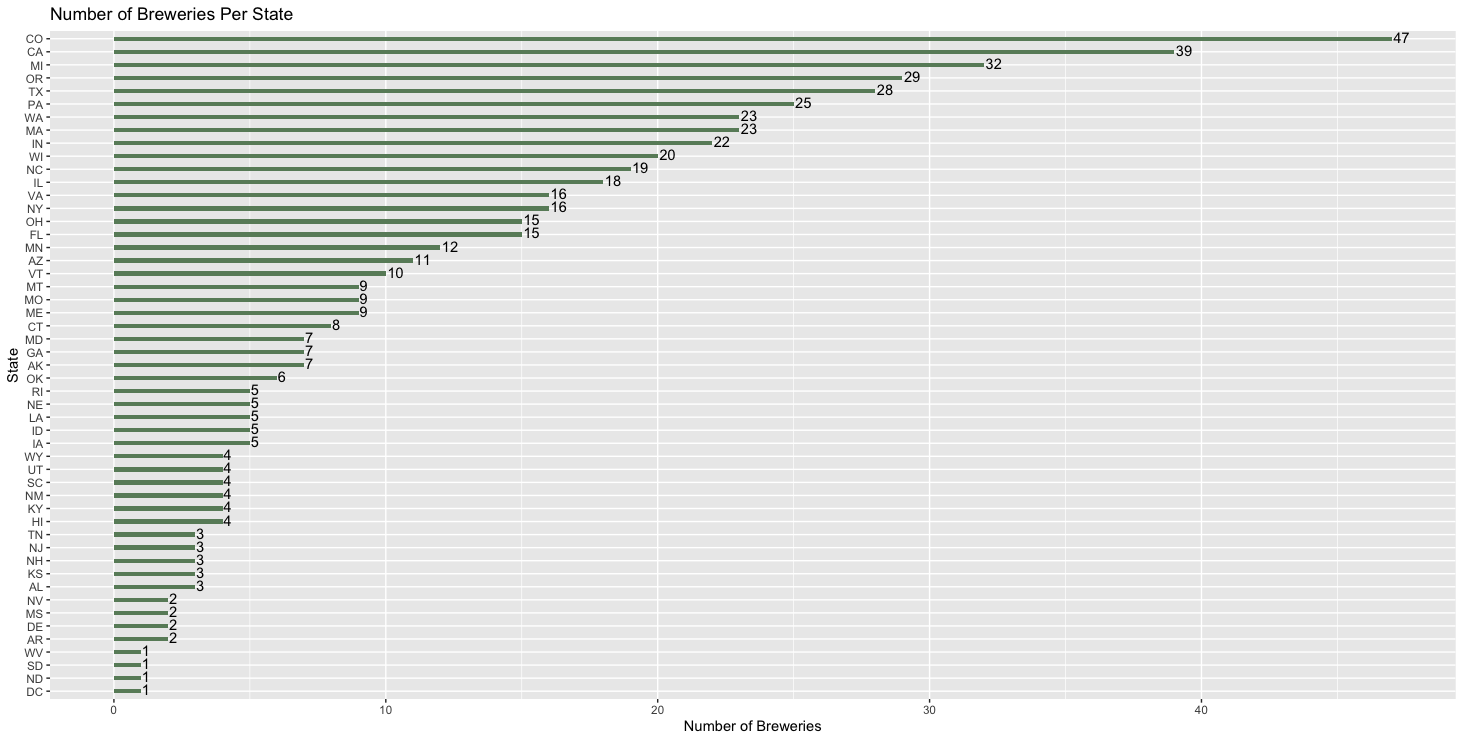 Number of Breweries Per State
CO 47
CA 39
MI 32
OR 29
TX 28
PA 25
WA 23
MA 23
IN 22
WI 20
NC 19
IL 18
VA 16
NY 16
OH 15
FL 15
MN 12
AZ 11
VT 10
MT 9
MO 9
ME 9
CT 8
MD 7
GA 7
AK 7
OK 6
RI 5
NE 5
LA 5
ID 5
IA 5
WY 4
UT 4
SC 4
NM 4
KY 4
HI 4
TN 3
NJ 3
NH 3
KS 3
AL 3
NV 2
MS 2
DE 2
AR 2
WV 1
SD 1
ND 1
DC 1
State
0 10 20 30 40
Number of Breweries